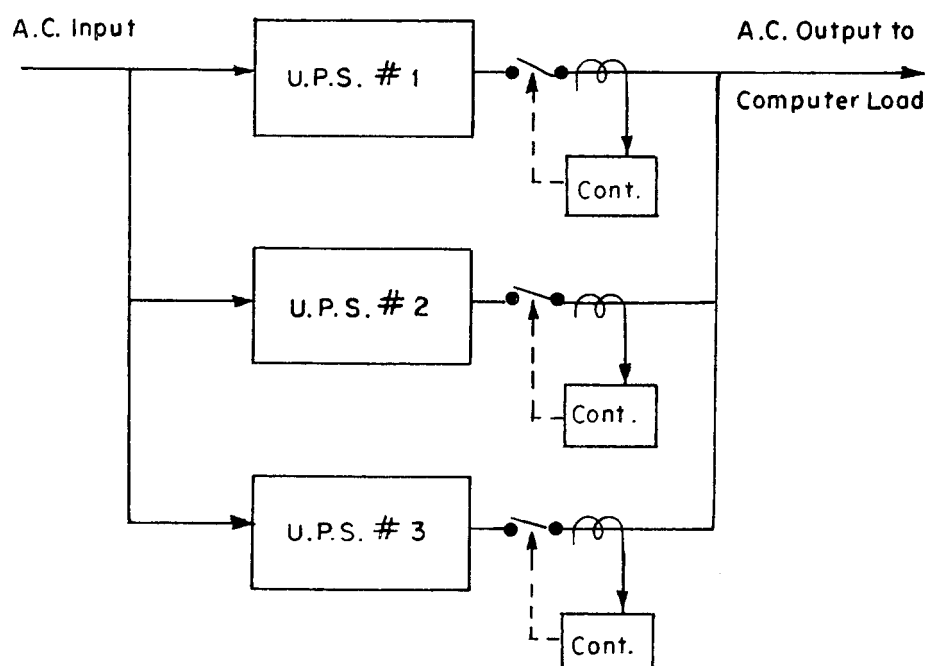 A.C. Input
A.C. Output to
Computer Load
U.P.S. # 1
Cont.
U.P.S. # 2
Cont.
U.P.S. # 3
Cont.